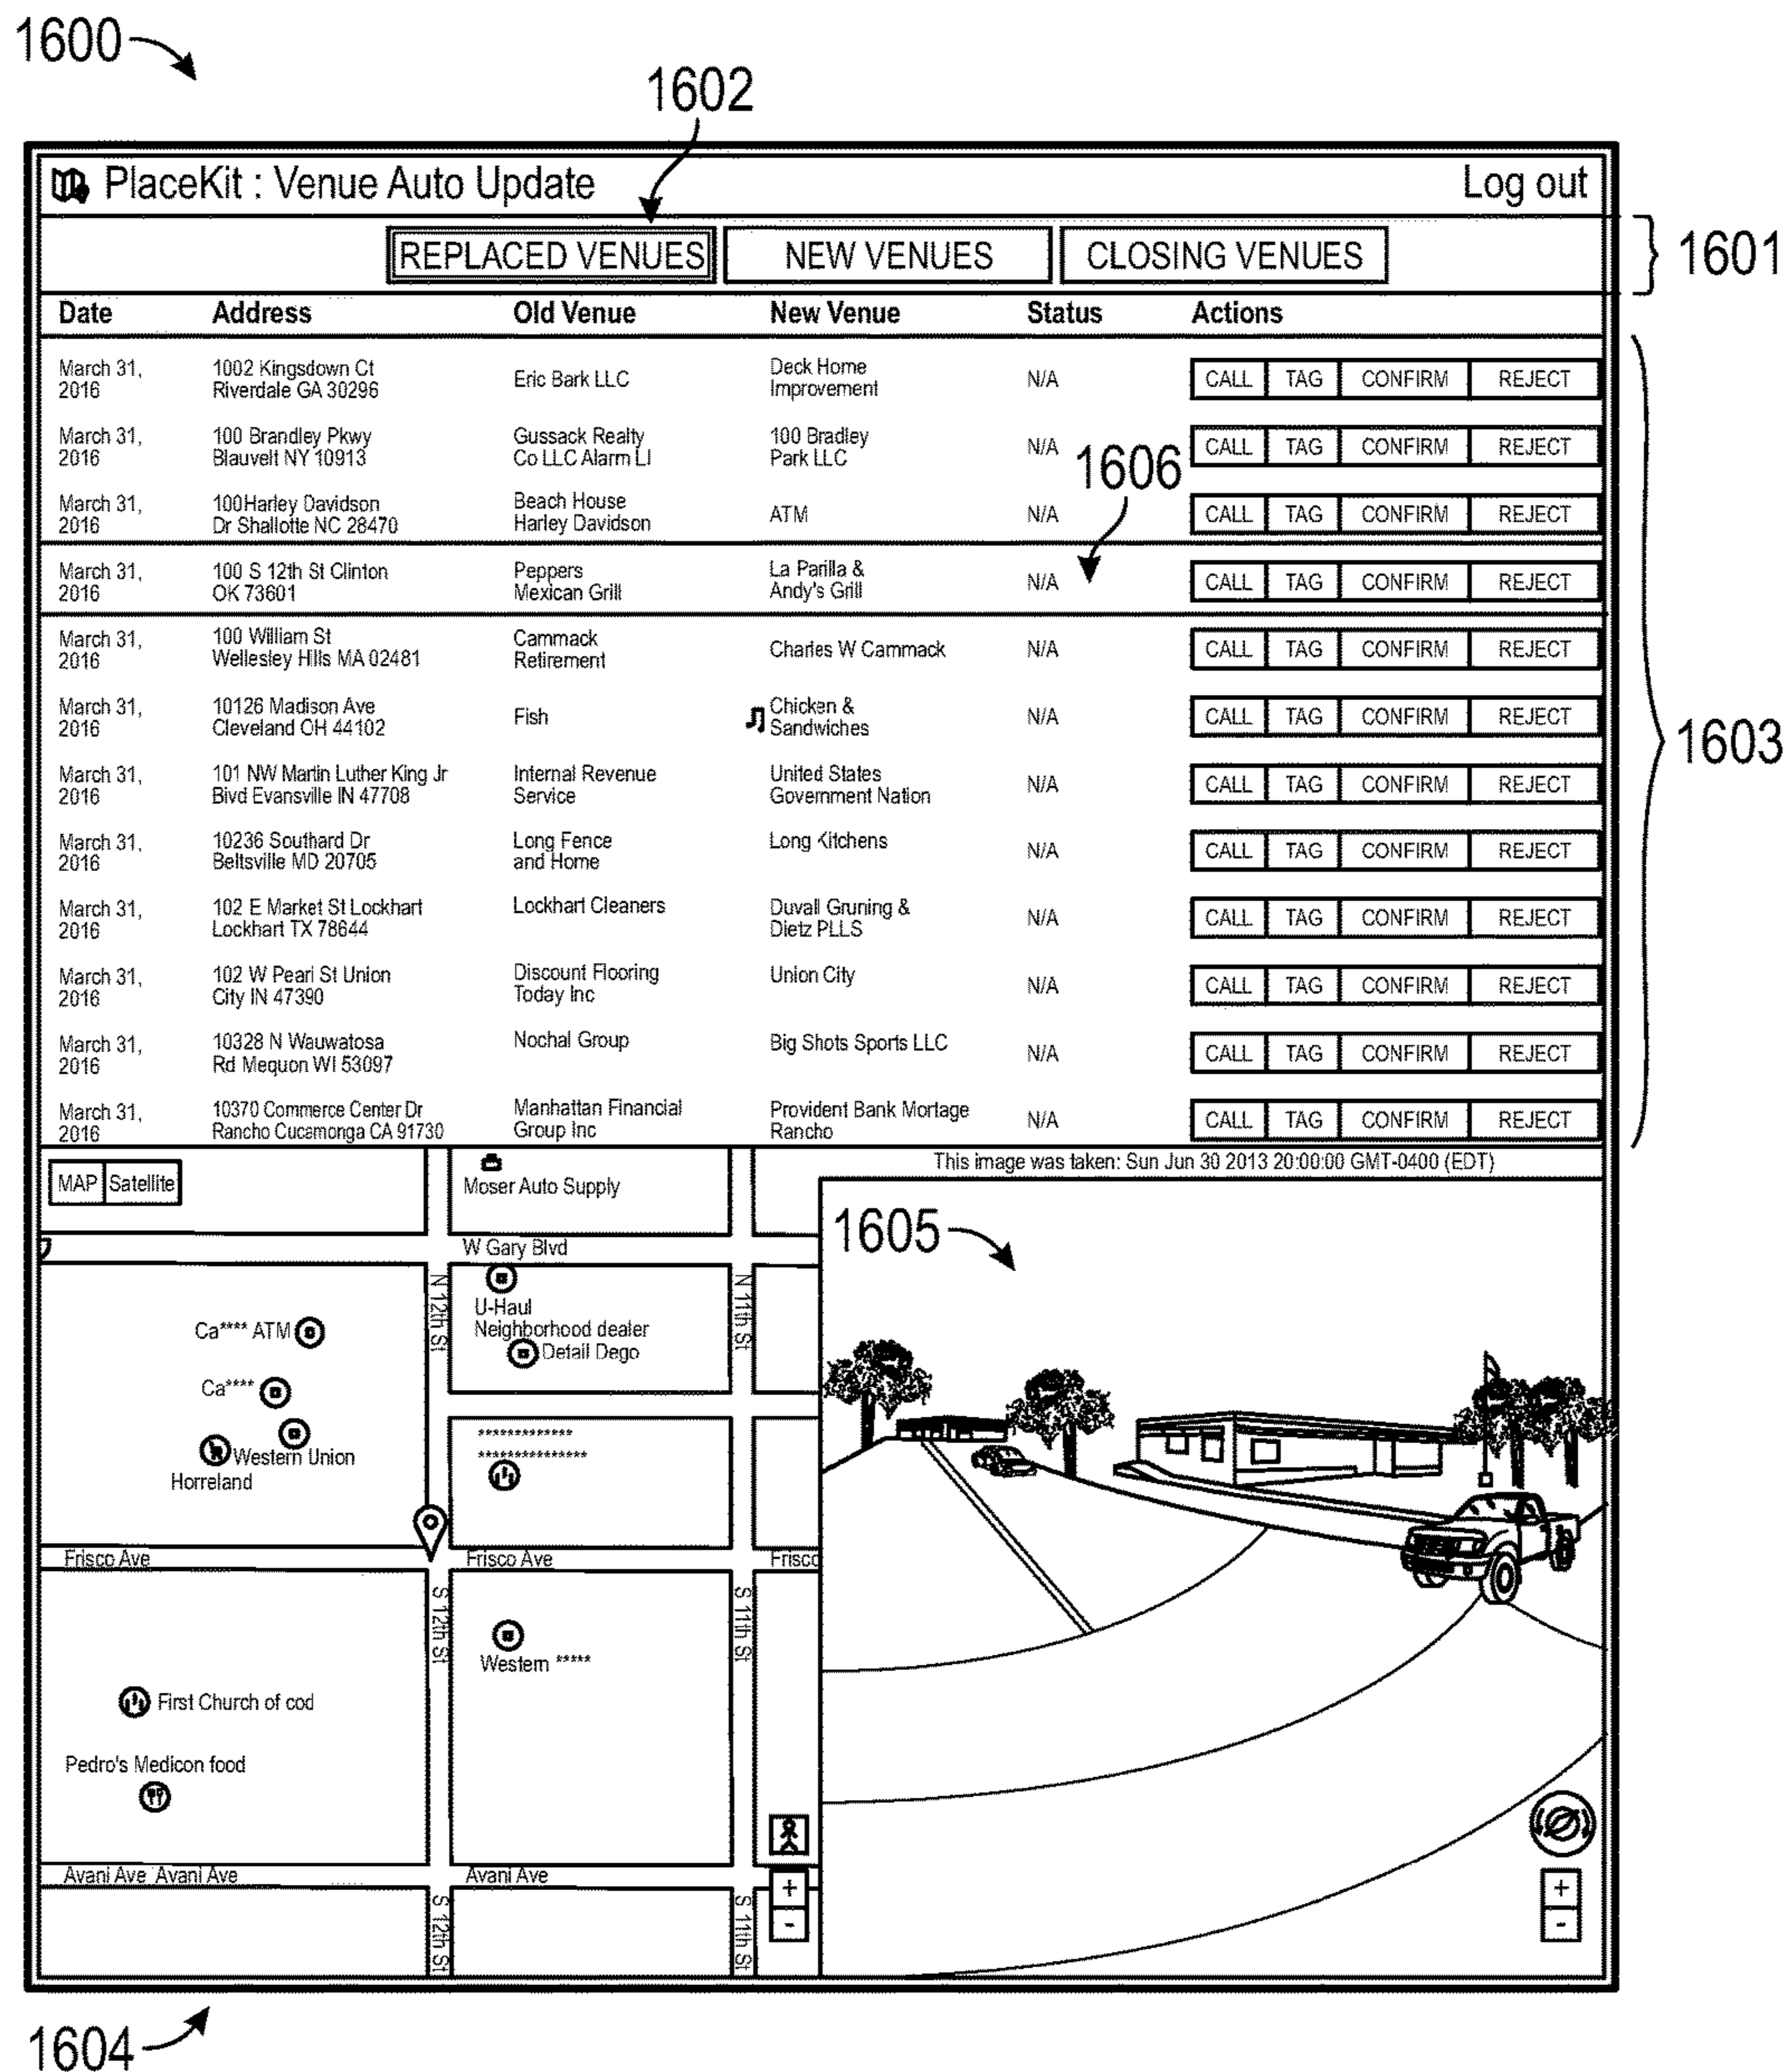 1600
1602
PlaceKit : Venue Auto Update
Log out
REPLACED VENUES
NEW VENUES
CLOSING VENUES
1601
Date Address Old Venue New Venue Status Actions
March 31, 1002 Kingsdown Ct Deck Home
2016 Riverdale GA 30296 Eric Bark LLC Improvement N/A CALL TAG CONFIRM REJECT
March 31, 100 Brandley Pkwy Gussack Realty 100 Bradley
2016 Blauvelt NY 10913 Co LLC Alarm LI Park LLC N/A CALL TAG CONFIRM REJECT
1606
March 31, 100Harley Davidson Beach House
2016 Dr Shallotte NC 28470 Harley Davidson ATM N/A CALL TAG CONFIRM REJECT
March 31, 100 S 12th St Clinton Peppers La Parilla &
2016 OK 73601 Mexican Grill Andy's Grill N/A CALL TAG CONFIRM REJECT
March 31, 100 William St Cammack
2016 Wellesley Hills MA 02481 Retirement Charles W Cammack N/A CALL TAG CONFIRM REJECT
March 31, 10126 Madison Ave Chicken &
2016 Cleveland OH 44102 Fish Sandwiches N/A CALL TAG CONFIRM REJECT
1603
March 31, 101 NW Martin Luther King Jr Internal Revenue United States
2016 Bivd Evansville IN 47708 Service Government Nation N/A CALL TAG CONFIRM REJECT
March 31, 10236 Southard Dr Long Fence Long Kitchens
2016 Beltsville MD 20705 and Home N/A CALL TAG CONFIRM REJECT
March 31, 102 E Market St Lockhart Lockhart Cleaners Duvall Gruning &
2016 Lockhart TX 78644 Dietz PLLS N/A CALL TAG CONFIRM REJECT
March 31, 102 W Pearl St Union Discount Flooring Union City
2016 City IN 47390 Today Inc N/A CALL TAG CONFIRM REJECT
March 31, 10328 N Wauwatosa Nochal Group Big Shots Sports LLC
2016 Rd Mequon WI 53097 N/A CALL TAG CONFIRM REJECT
March 31, 10370 Commerce Center Dr Manhattan Financial Provident Bank Mortage
2016 Rancho Cucamonga CA 91730 Group Inc Rancho N/A CALL TAG CONFIRM REJECT
MAP Satellite
Moser Auto Supply
This image was taken: Sun Jun 30 2013 20:00:00 GMT-0400 (EDT)
1605
W Gary Blvd
N 12th St
N 11th St
U-Haul
Neighborhood dealer
Detail Dego
Ca**** ATM
Ca****
Western Union
Horreland
*************
***************
Frisco Ave
Frisco Ave
Frisco
S 12th St
S 11th St
Western *****
First Church of cod
Pedro's Medicon food
Avani Ave Avani Ave
Avani Ave
S 12th St
S 11th St
+
-
+
-
1604